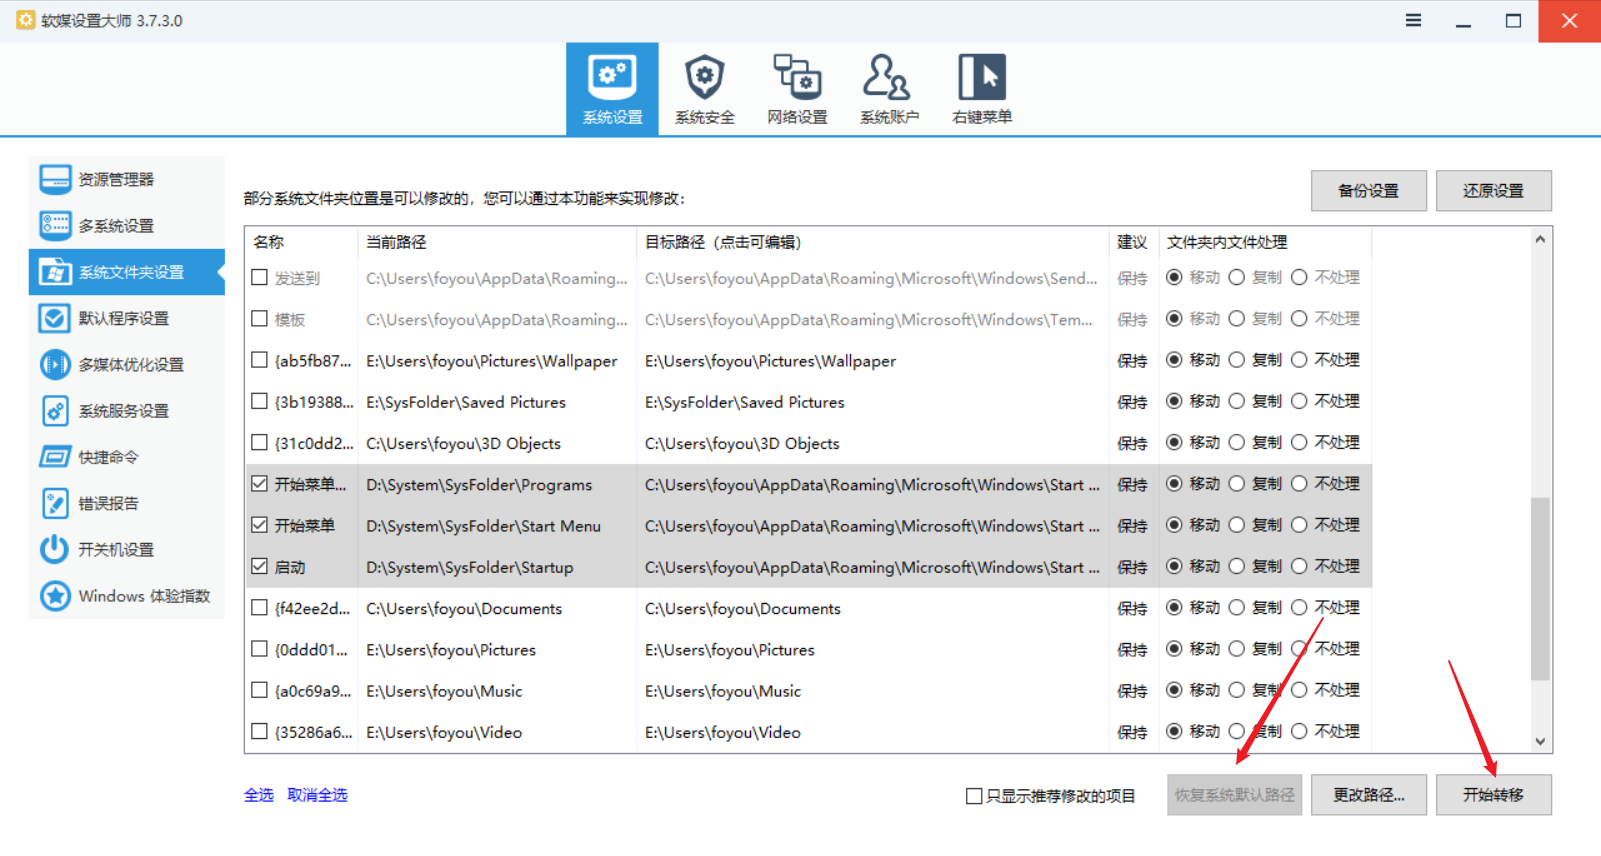 软媒设置大师 3.7.3.0
系统设置 系统安全 网络设置 系统账户 右键菜单
资源管理器
多系统设置
系统文件夹设置
默认程序设置
多媒体优化设置
系统服务设置
快捷命令
错误报告
开关机设置
Windows 体验指数
部分系统文件夹位置是可以修改的，您可以通过本功能来实现修改：
备份设置 还原设置
名称 当前路径 目标路径（点击可编辑） 建议 文件夹内文件处理
发送到 C:\Users\foyou\AppData\Roaming... C:\Users\foyou\AppData\Roaming\Microsoft\Windows\Send... 保持 移动 复制 不处理
模板 C:\Users\foyou\AppData\Roaming... C:\Users\foyou\AppData\Roaming\Microsoft\Windows\Tem... 保持 移动 复制 不处理
{ab5fb87... E:\Users\foyou\Pictures\Wallpaper E:\Users\foyou\Pictures\Wallpaper 保持 移动 复制 不处理
{3b19388... E:\SysFolder\Saved Pictures E:\SysFolder\Saved Pictures 保持 移动 复制 不处理
{31c0dd2... C:\Users\foyou\3D Objects C:\Users\foyou\3D Objects 保持 移动 复制 不处理
开始菜单... D:\System\SysFolder\Programs C:\Users\foyou\AppData\Roaming\Microsoft\Windows\Start ... 保持 移动 复制 不处理
开始菜单 D:\System\SysFolder\Start Menu C:\Users\foyou\AppData\Roaming\Microsoft\Windows\Start ... 保持 移动 复制 不处理
启动 D:\System\SysFolder\Startup C:\Users\foyou\AppData\Roaming\Microsoft\Windows\Start ... 保持 移动 复制 不处理
{f42ee2d... C:\Users\foyou\Documents C:\Users\foyou\Documents 保持 移动 复制 不处理
{0ddd01... E:\Users\foyou\Pictures E:\Users\foyou\Pictures 保持 移动 复制 不处理
{a0c69a9... E:\Users\foyou\Music E:\Users\foyou\Music 保持 移动 复制 不处理
{35286a6... E:\Users\foyou\Video E:\Users\foyou\Video 保持 移动 复制 不处理
全选 取消全选 只显示推荐修改的项目 恢复系统默认路径 更改路径... 开始转移